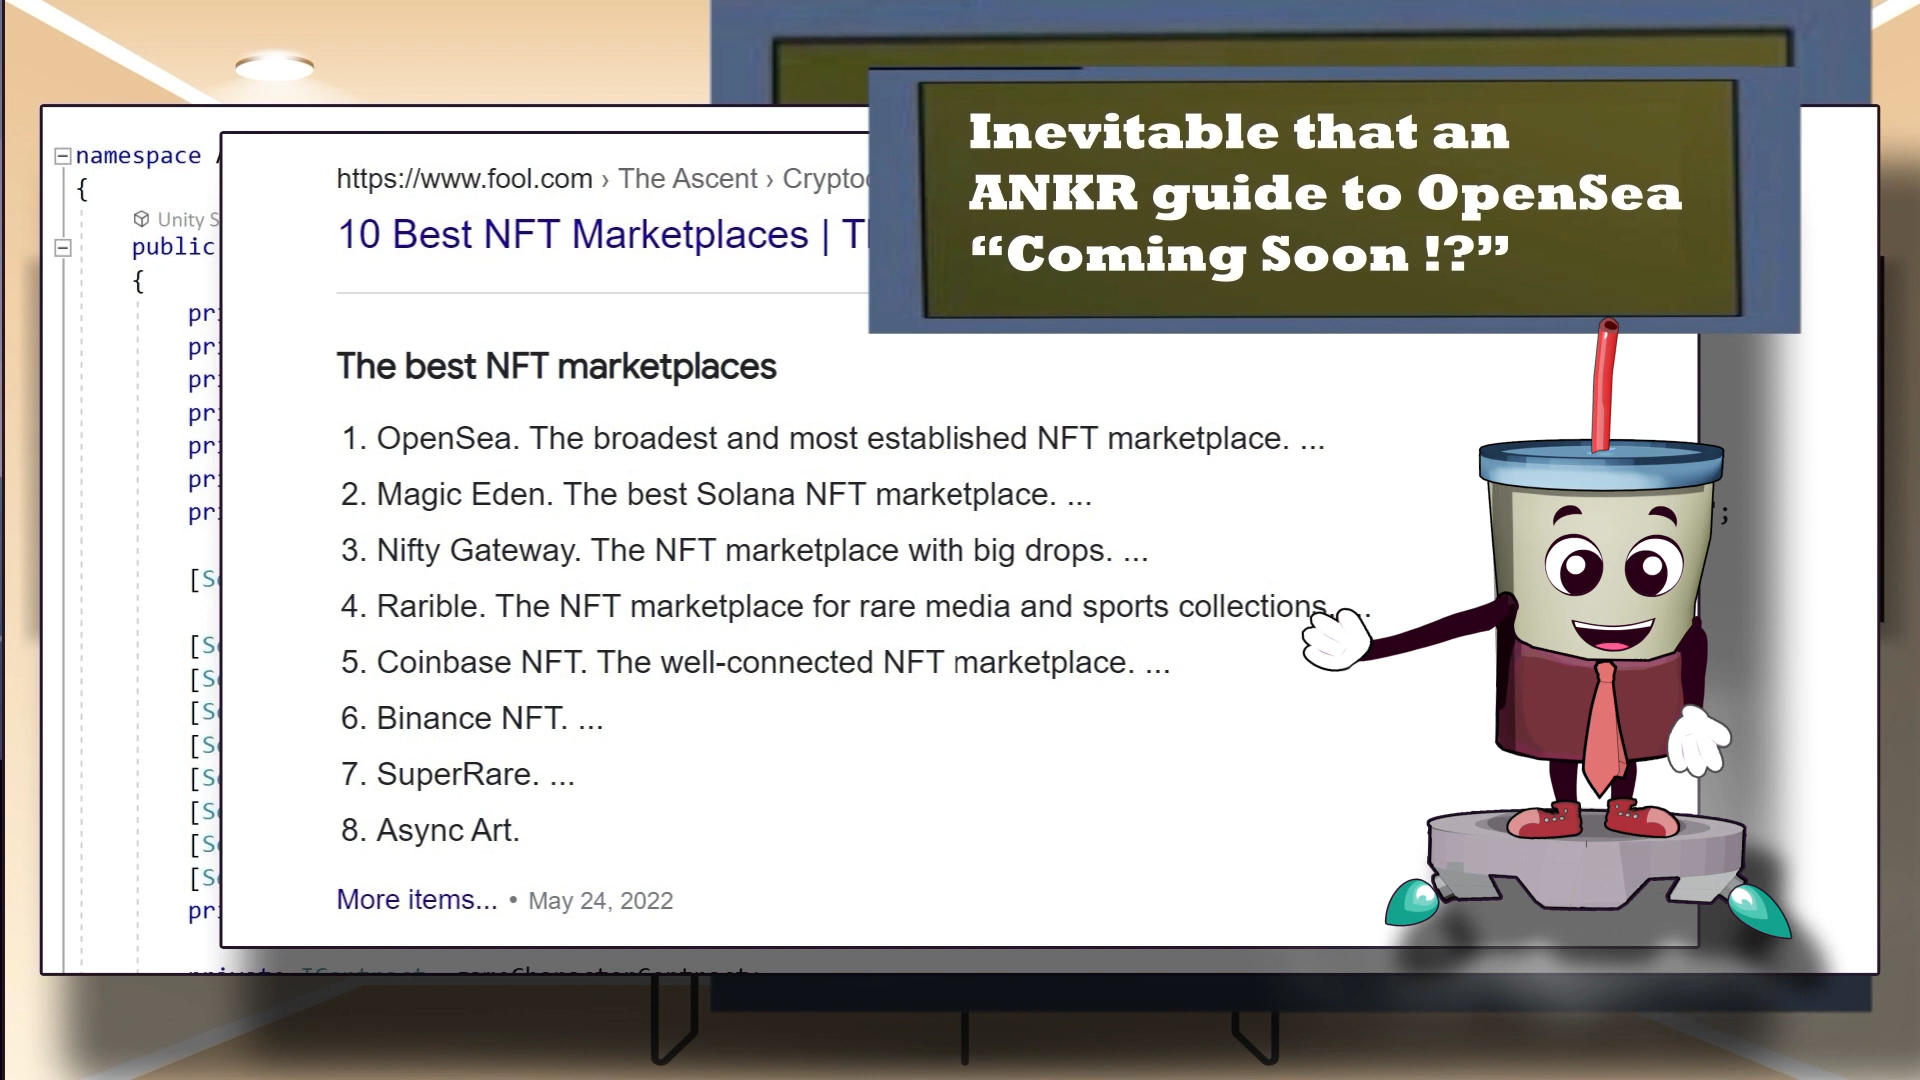 Inevitable that an
ANKR guide to OpenSea
“Coming Soon !?”
namespace
{
Unity
public
{
[
[
[
[
[
[
[
[
[
https://www.fool.com › The Ascent ›
10 Best NFT Marketplaces |
The best NFT marketplaces
1. OpenSea. The broadest and most established NFT marketplace. ...
2. Magic Eden. The best Solana NFT marketplace. ...
3. Nifty Gateway. The NFT marketplace with big drops. ...
4. Rarible. The NFT marketplace for rare media and sports collections.
5. Coinbase NFT. The well-connected NFT marketplace. ...
6. Binance NFT. ...
7. SuperRare. ...
8. Async Art.
More items... • May 24, 2022